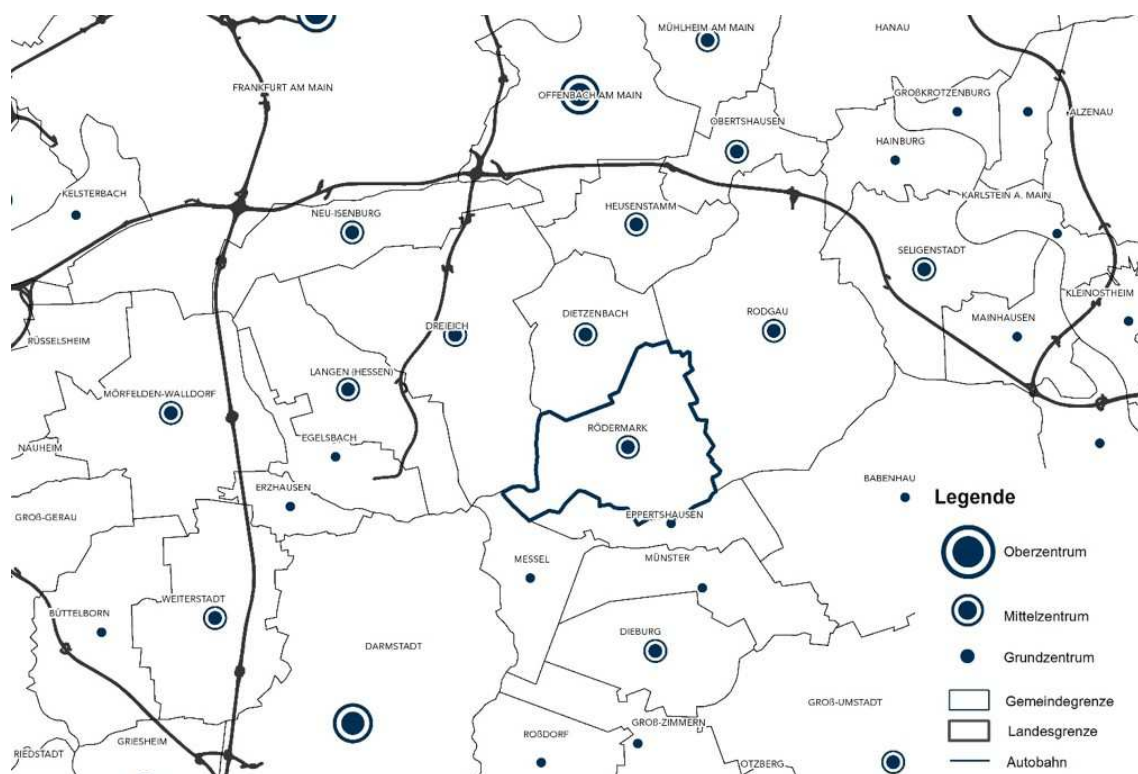 MÜHLHEIM AM MAIN
HANAU
FRANKFURT AM MAIN
OFFENBACH AM MAIN
GROßKROTZENBURG
ALZENAU
OBERTSHAUSEN
HAINBURG
KELSTERBACH
KARLSTEIN A. MAIN
NEU-ISENBURG
HEUSENSTAMM
SELIGENSTADT
KLEINOSTHEIM
RÜSSELSHEIM
DREIEICH
DIETZENBACH
RODGAU
MAINHAUSEN
LANGEN (HESSEN)
MÖRFELDEN-WALLDORF
RÖDERMARK
NAUHEIM
EGELSBACH
ERZHAUSEN
BABENHAU
GROß-GERAU
EPPERTSHAUSEN
MESSEL
MÜNSTER
WEITERSTADT
BÜTTELBORN
DIEBURG
DARMSTADT
GROß-UMSTADT
GROß-ZIMMERN
GRIESHEIM
RIEDSTADT
ROßDORF
OTZBERG
Legende
Oberzentrum
Mittelzentrum
Grundzentrum
Gemeindegrenze
Landesgrenze
Autobahn